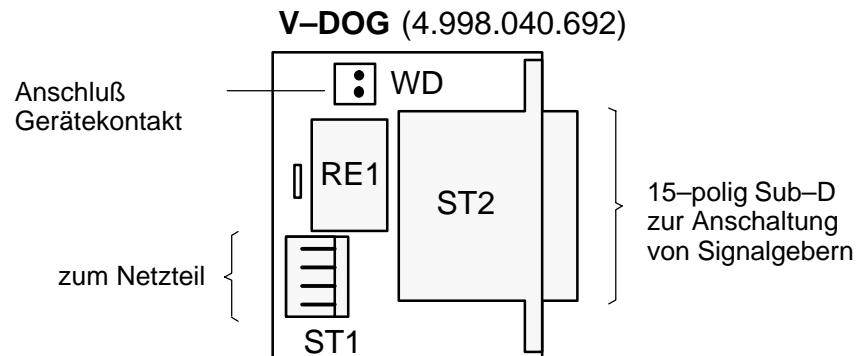 V–DOG (4.998.040.692)
Anschluß
Gerätekontakt
WD
RE1
ST2
15–polig Sub–D
zur Anschaltung
von Signalgebern
zum Netzteil
ST1